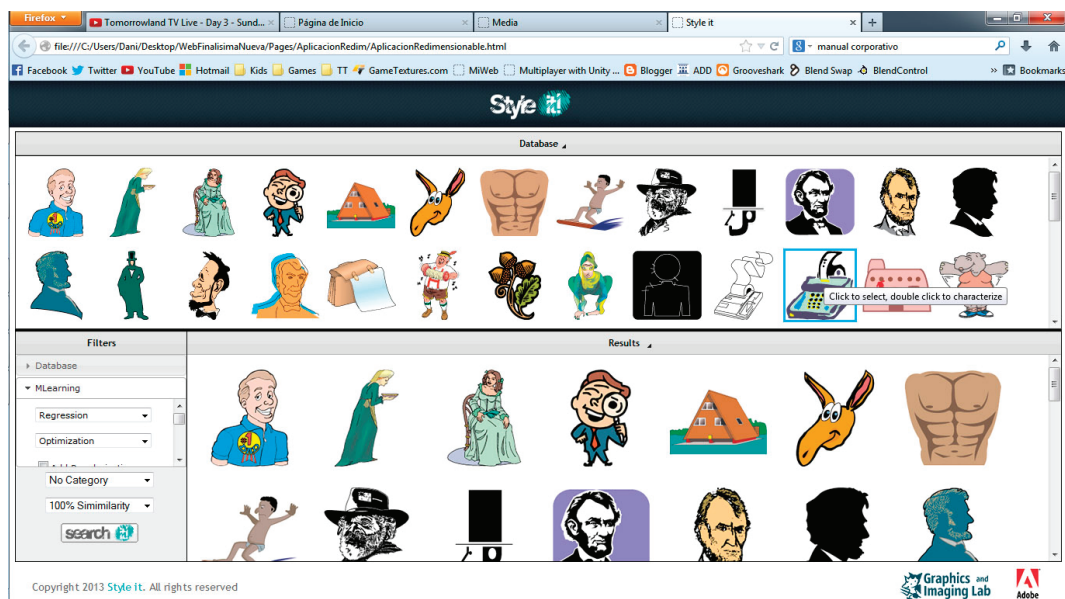 Firefox
Tomorrowland TV Live - Day 3 - Sund...
Página de Inicio
Media
Style it
file:///C:/Users/Dani/Desktop/WebFinalisimaNueva/Pages/AplicacionRedim/AplicacionRedimensionable.html
manual corporativo
Facebook Twitter YouTube Hotmail Kids Games TT GameTextures.com MiWeb Multiplayer with Unity ... Blogger ADD Grooveshark Blend Swap BlendControl » Bookmarks
Style it!
Database
Click to select, double click to characterize
Filters
Results
Database
MLearning
Regression
Optimization
No Category
100% Simimilarity
search it!
#1
#1
Copyright 2013 Style it. All rights reserved
Graphics and
Imaging Lab
Adobe